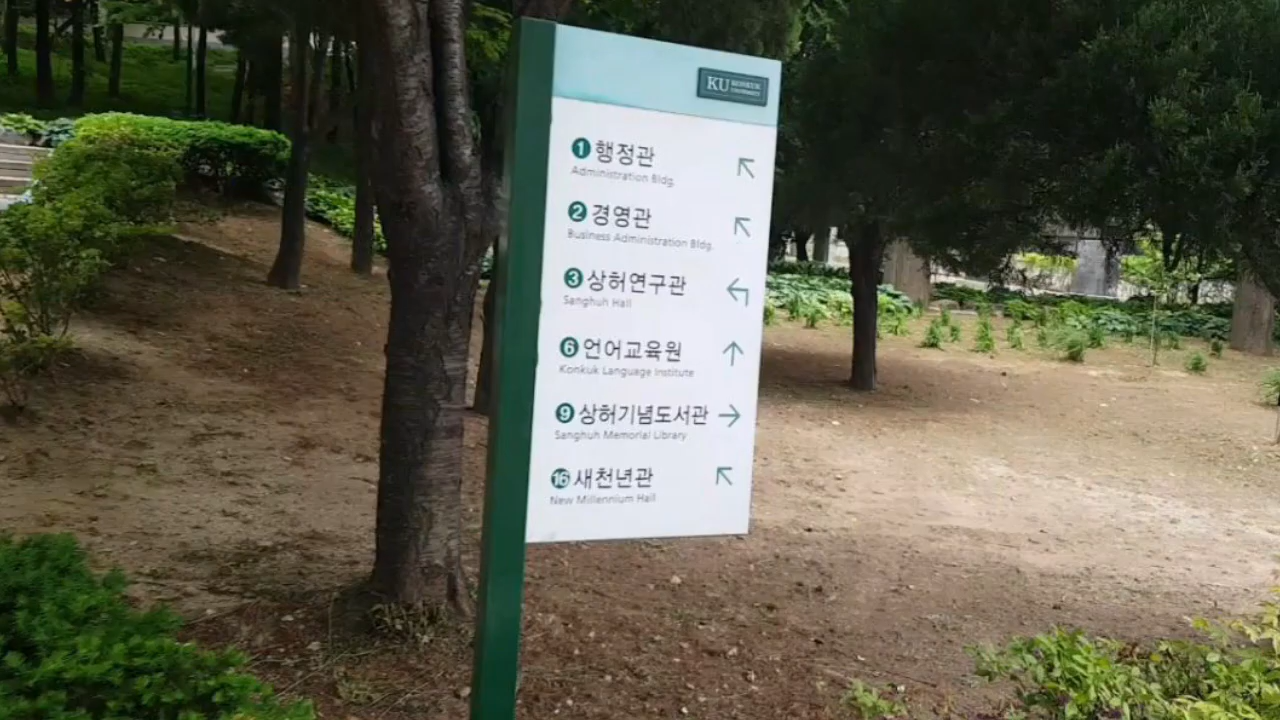 KU KONKUK
UNIVERSITY
1 행정관
Administration Bldg.
2 경영관
Business Administration Bldg.
3 상허연구관
Sanghuh Hall
6 언어교육원
Konkuk Language Institute
9 상허기념도서관
Sanghuh Memorial Library
16 새천년관
New Millennium Hall